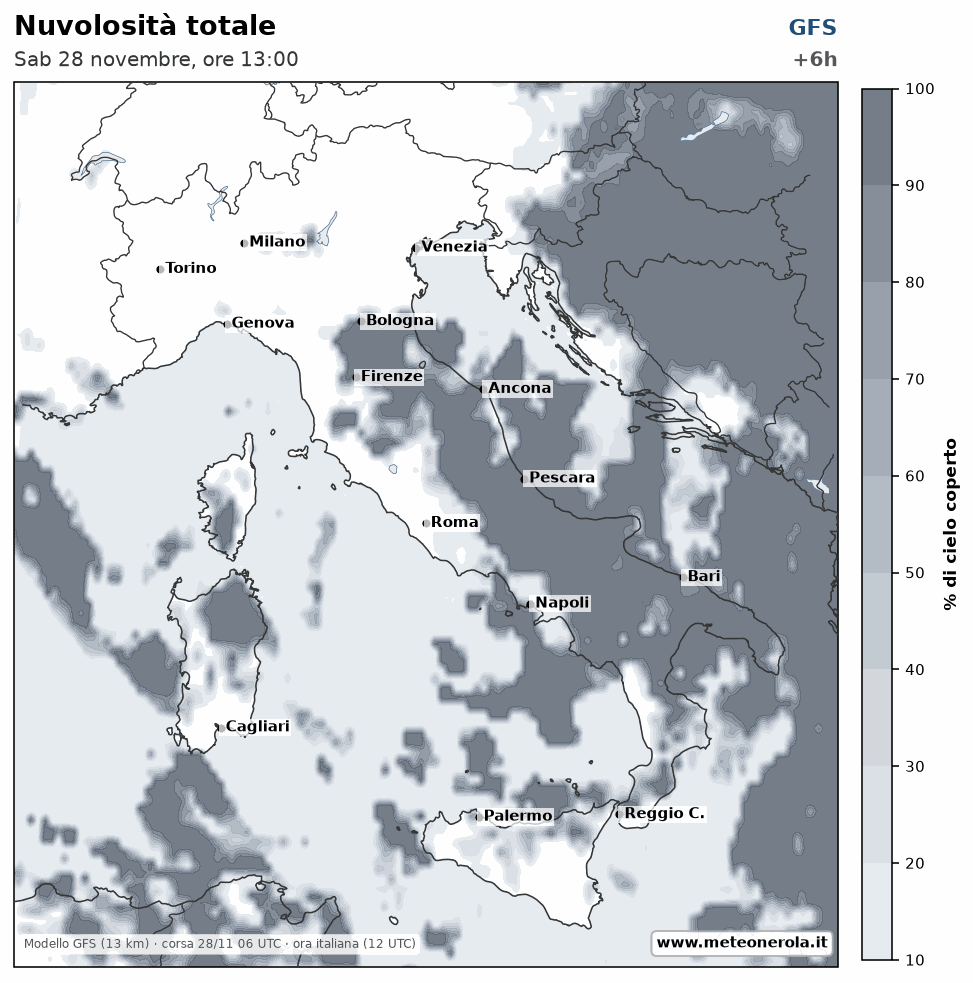 Nuvolosità totale
GFS
Sab 28 novembre, ore 13:00
+6h
100
90
80
70
60
50
40
30
20
10
% di cielo coperto
Milano
Venezia
Torino
Genova
Bologna
Firenze
Ancona
Pescara
Roma
Bari
Napoli
Cagliari
Palermo
Reggio C.
Modello GFS (13 km) · corsa 28/11 06 UTC · ora italiana (12 UTC)
www.meteonerola.it